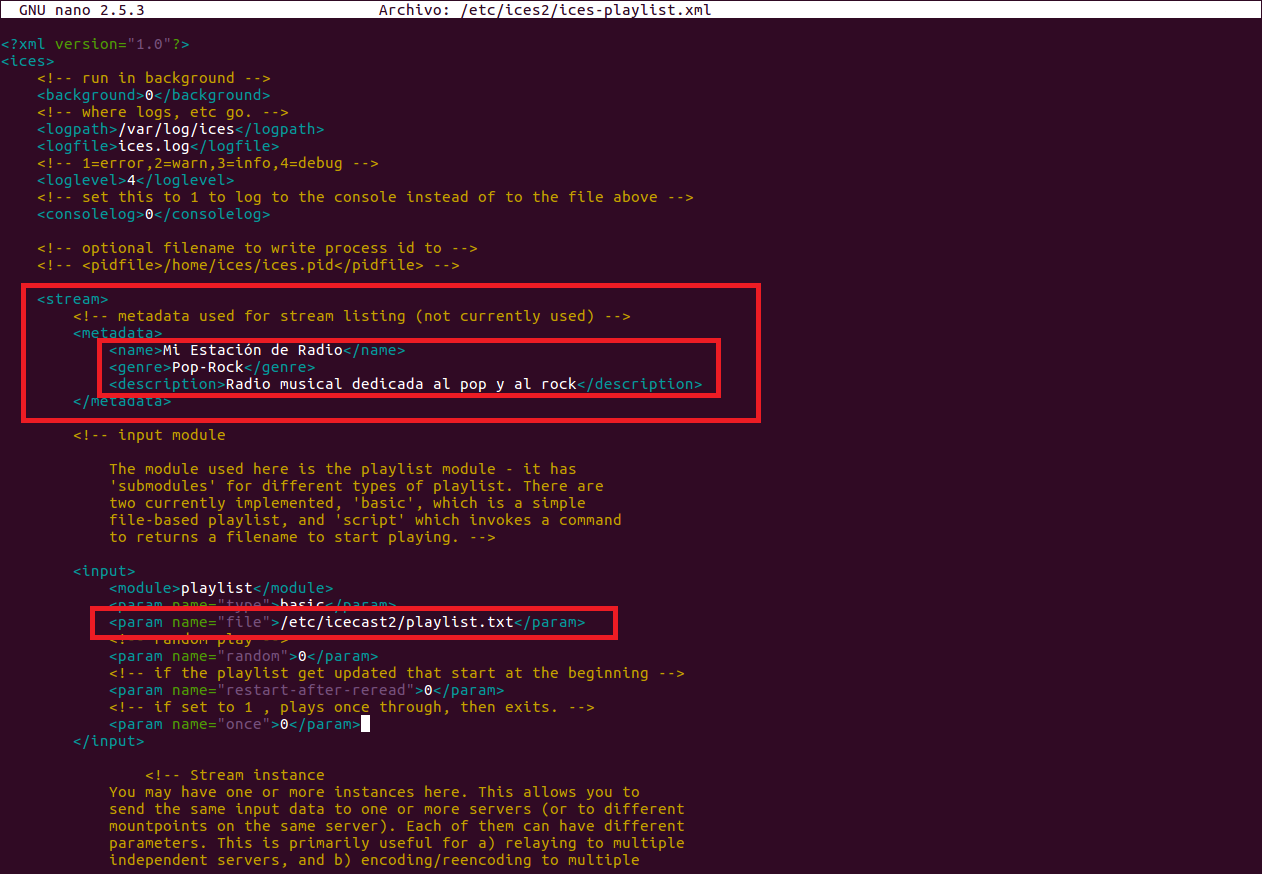 GNU nano 2.5.3 Archivo: /etc/ices2/ices-playlist.xml
<?xml version="1.0"?>
<ices>
<!-- run in background -->
<background>0</background>
<!-- where logs, etc go. -->
<logpath>/var/log/ices</logpath>
<logfile>ices.log</logfile>
<!-- 1=error,2=warn,3=info,4=debug -->
<loglevel>4</loglevel>
<!-- set this to 1 to log to the console instead of to the file above -->
<consolelog>0</consolelog>
<!-- optional filename to write process id to -->
<!-- <pidfile>/home/ices/ices.pid</pidfile> -->
<stream>
<!-- metadata used for stream listing (not currently used) -->
<metadata>
<name>Mi Estación de Radio</name>
<genre>Pop-Rock</genre>
<description>Radio musical dedicada al pop y al rock</description>
</metadata>
<!-- input module
The module used here is the playlist module - it has
'submodules' for different types of playlist. There are
two currently implemented, 'basic', which is a simple
file-based playlist, and 'script' which invokes a command
to returns a filename to start playing. -->
<input>
<module>playlist</module>
<param name="type">basic</param>
<param name="file">/etc/icecast2/playlist.txt</param>
<!-- random play -->
<param name="random">0</param>
<!-- if the playlist get updated that start at the beginning -->
<param name="restart-after-reread">0</param>
<!-- if set to 1 , plays once through, then exits. -->
<param name="once">0</param>
</input>
<!-- Stream instance
You may have one or more instances here. This allows you to
send the same input data to one or more servers (or to different
mountpoints on the same server). Each of them can have different
parameters. This is primarily useful for a) relaying to multiple
independent servers, and b) encoding/reencoding to multiple